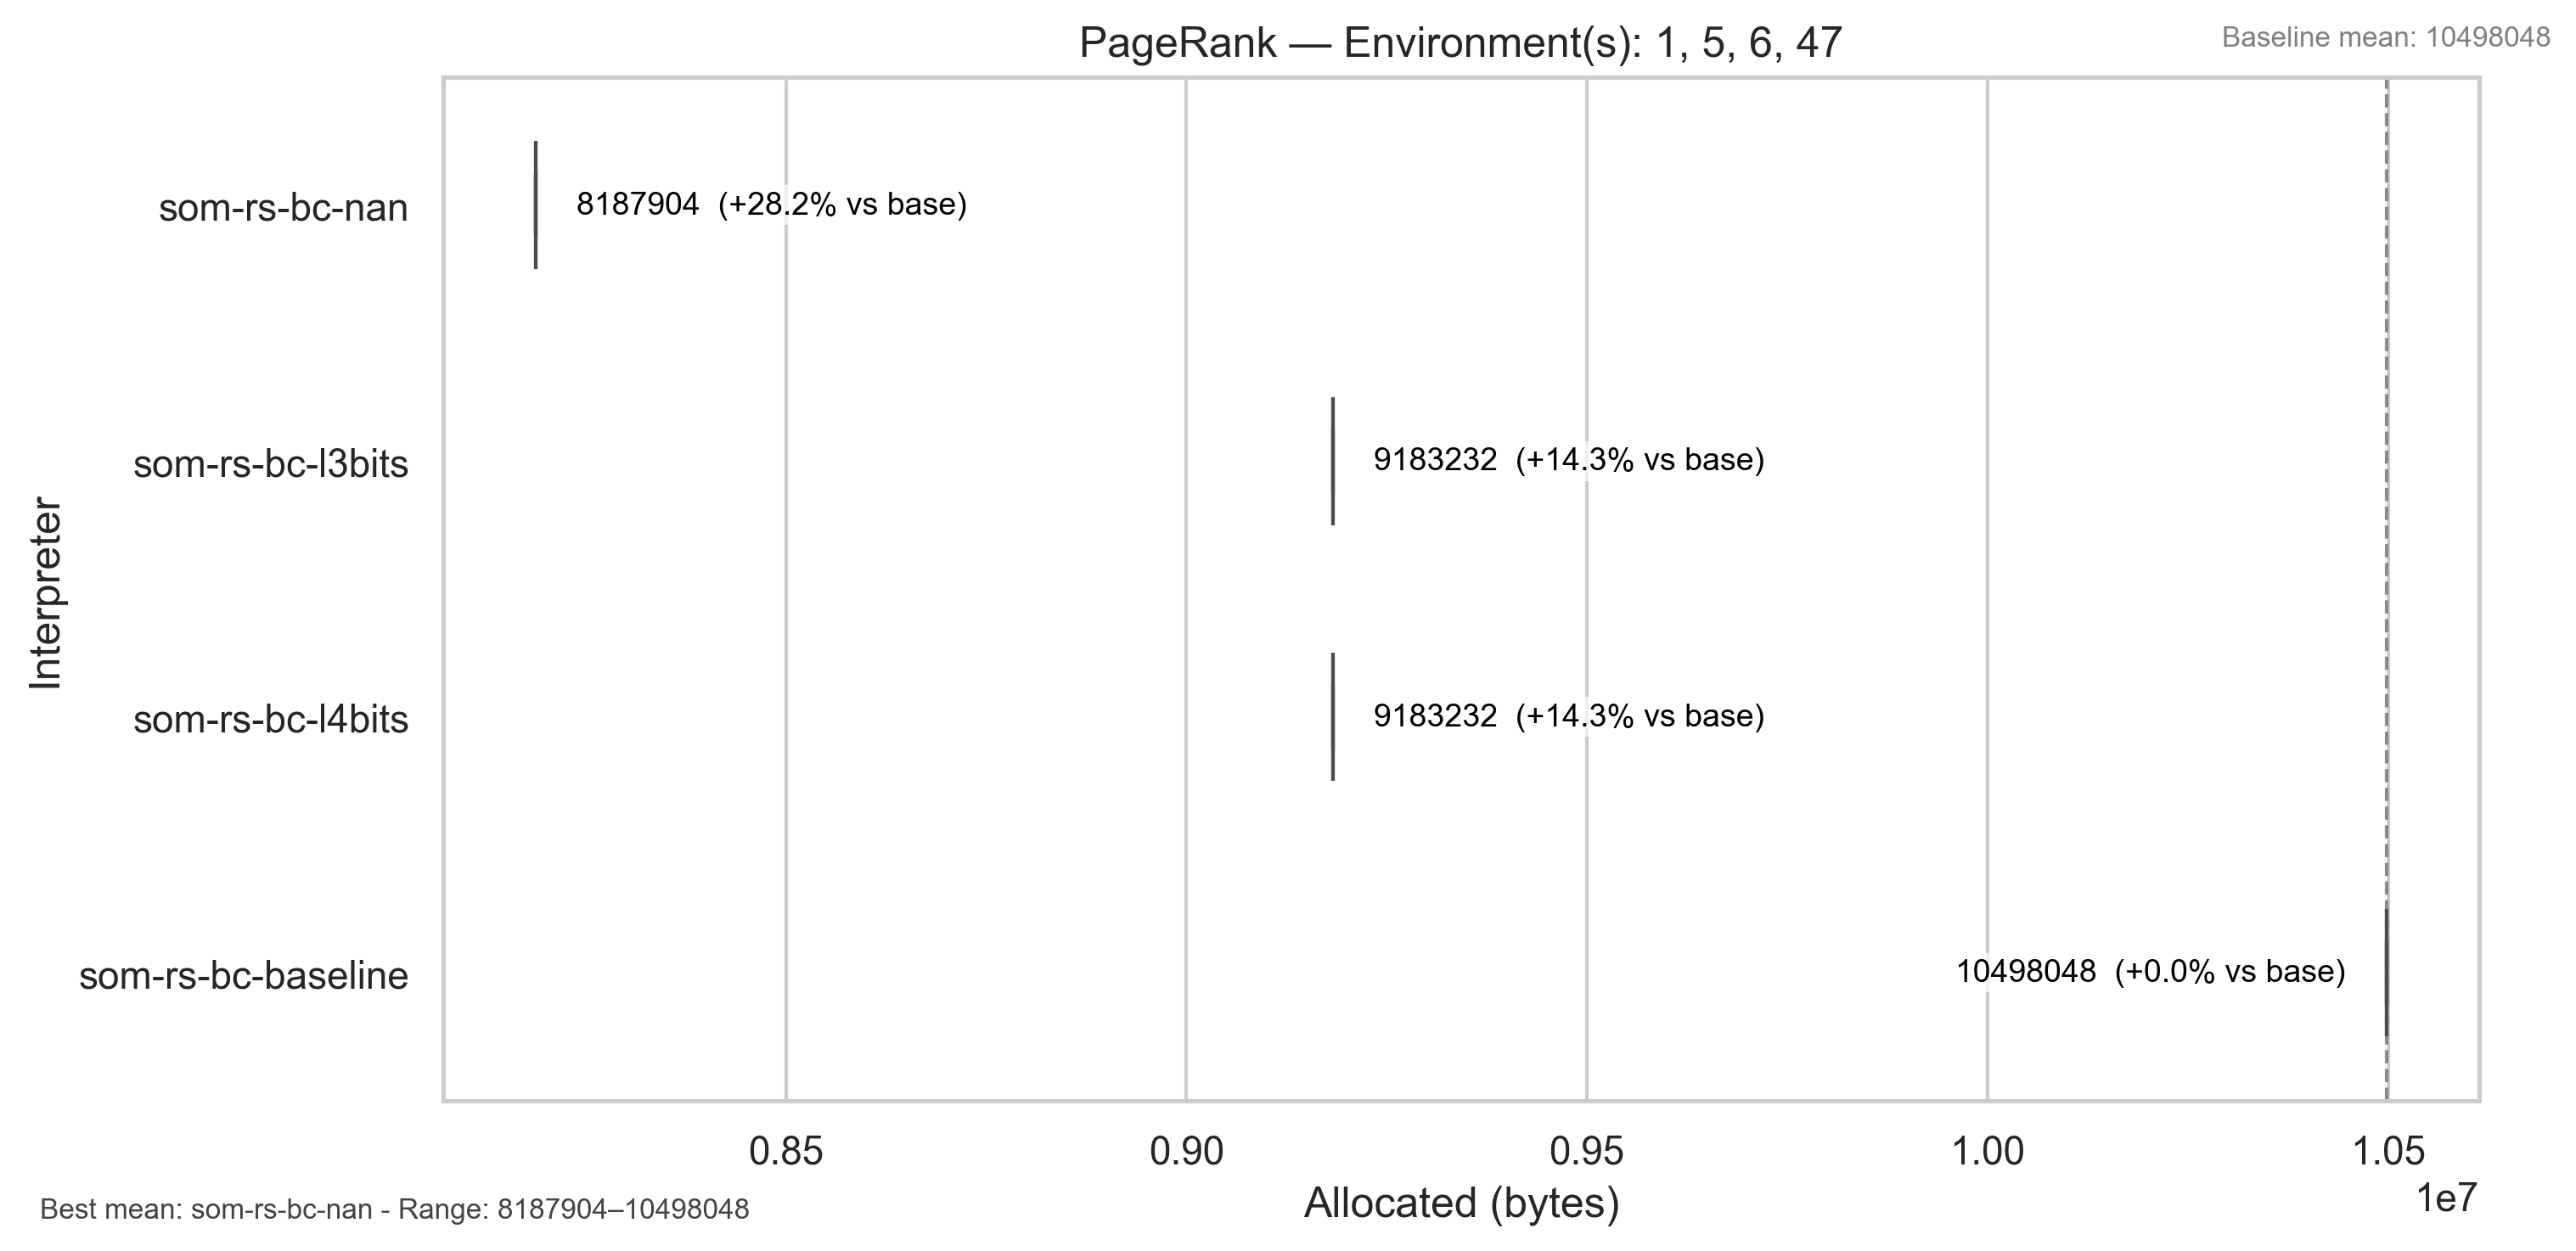 PageRank — Environment(s): 1, 5, 6, 47
Baseline mean: 10498048
Interpreter
som-rs-bc-nan
8187904 (+28.2% vs base)
som-rs-bc-l3bits
9183232 (+14.3% vs base)
som-rs-bc-l4bits
9183232 (+14.3% vs base)
som-rs-bc-baseline
10498048 (+0.0% vs base)
0.85 0.90 0.95 1.00 1.05
1e7
Allocated (bytes)
Best mean: som-rs-bc-nan - Range: 8187904–10498048